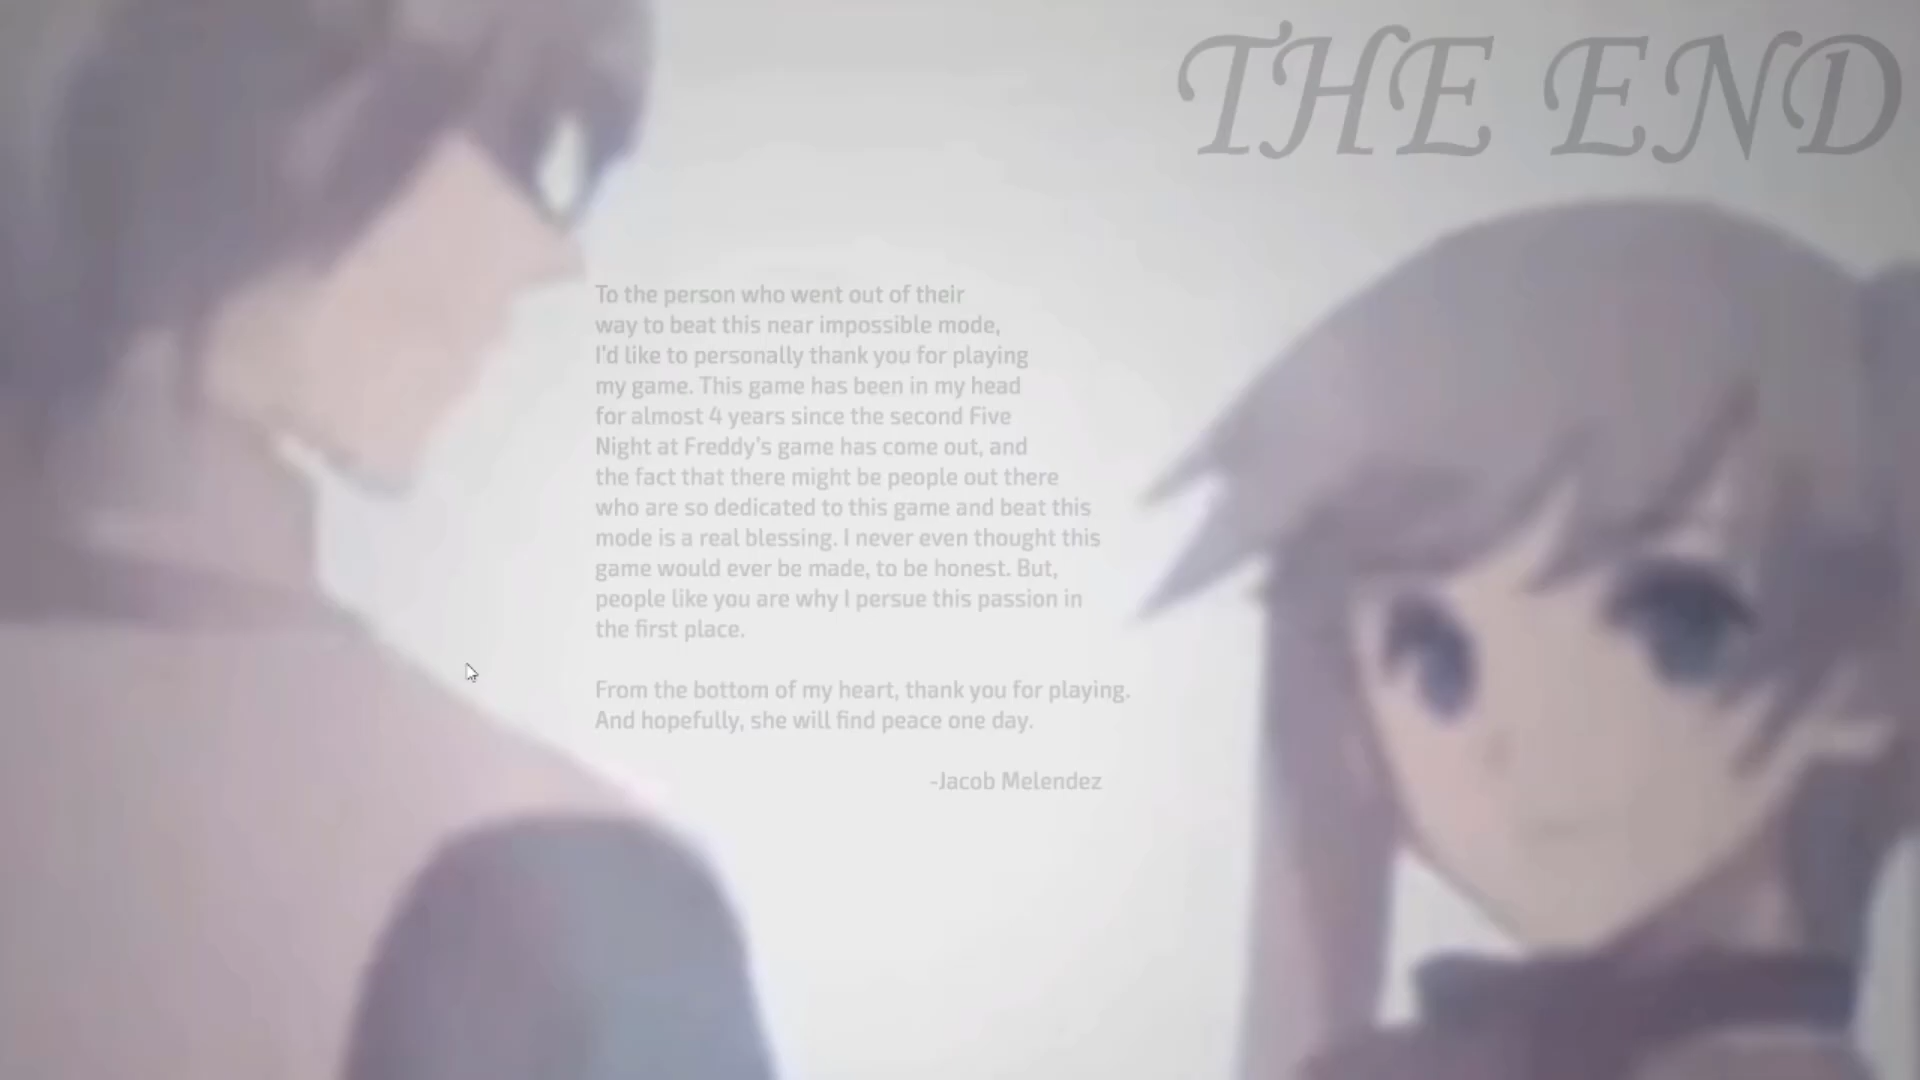 THE END
To the person who went out of their
way to beat this near impossible mode,
I'd like to personally thank you for playing
my game. This game has been in my head
for almost 4 years since the second Five
Night at Freddy's game has come out, and
the fact that there might be people out there
who are so dedicated to this game and beat this
mode is a real blessing. I never even thought this
game would ever be made, to be honest. But,
people like you are why I persue this passion in
the first place.
From the bottom of my heart, thank you for playing.
And hopefully, she will find peace one day.
-Jacob Melendez